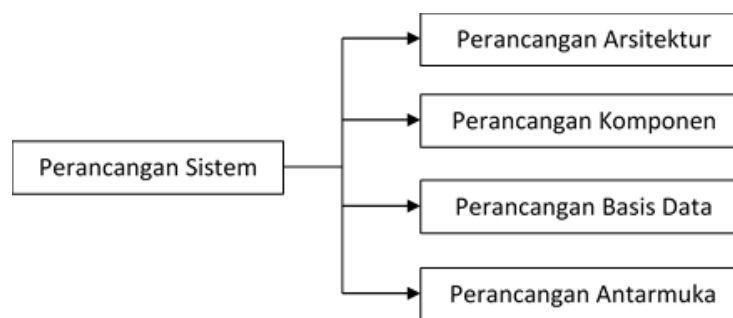 Perancangan Arsitektur
Perancangan Komponen
Perancangan Sistem
Perancangan Basis Data
Perancangan Antarmuka